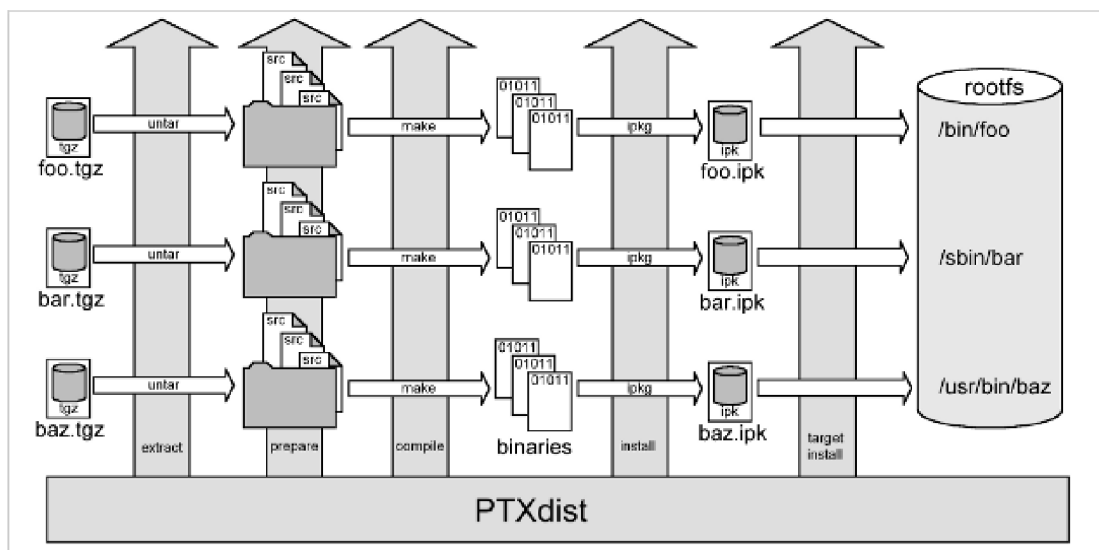 src
src
src
01011
01011
01011
rootfs
untar
make
ipkg
/bin/foo
tgz
ipk
foo.tgz
foo.ipk
src
src
src
01011
01011
01011
untar
make
ipkg
/sbin/bar
tgz
ipk
bar.tgz
bar.ipk
src
src
src
01011
01011
01011
untar
make
ipkg
/usr/bin/baz
tgz
ipk
baz.tgz
baz.ipk
extract
prepare
compile
binaries
install
target
install
PTXdist